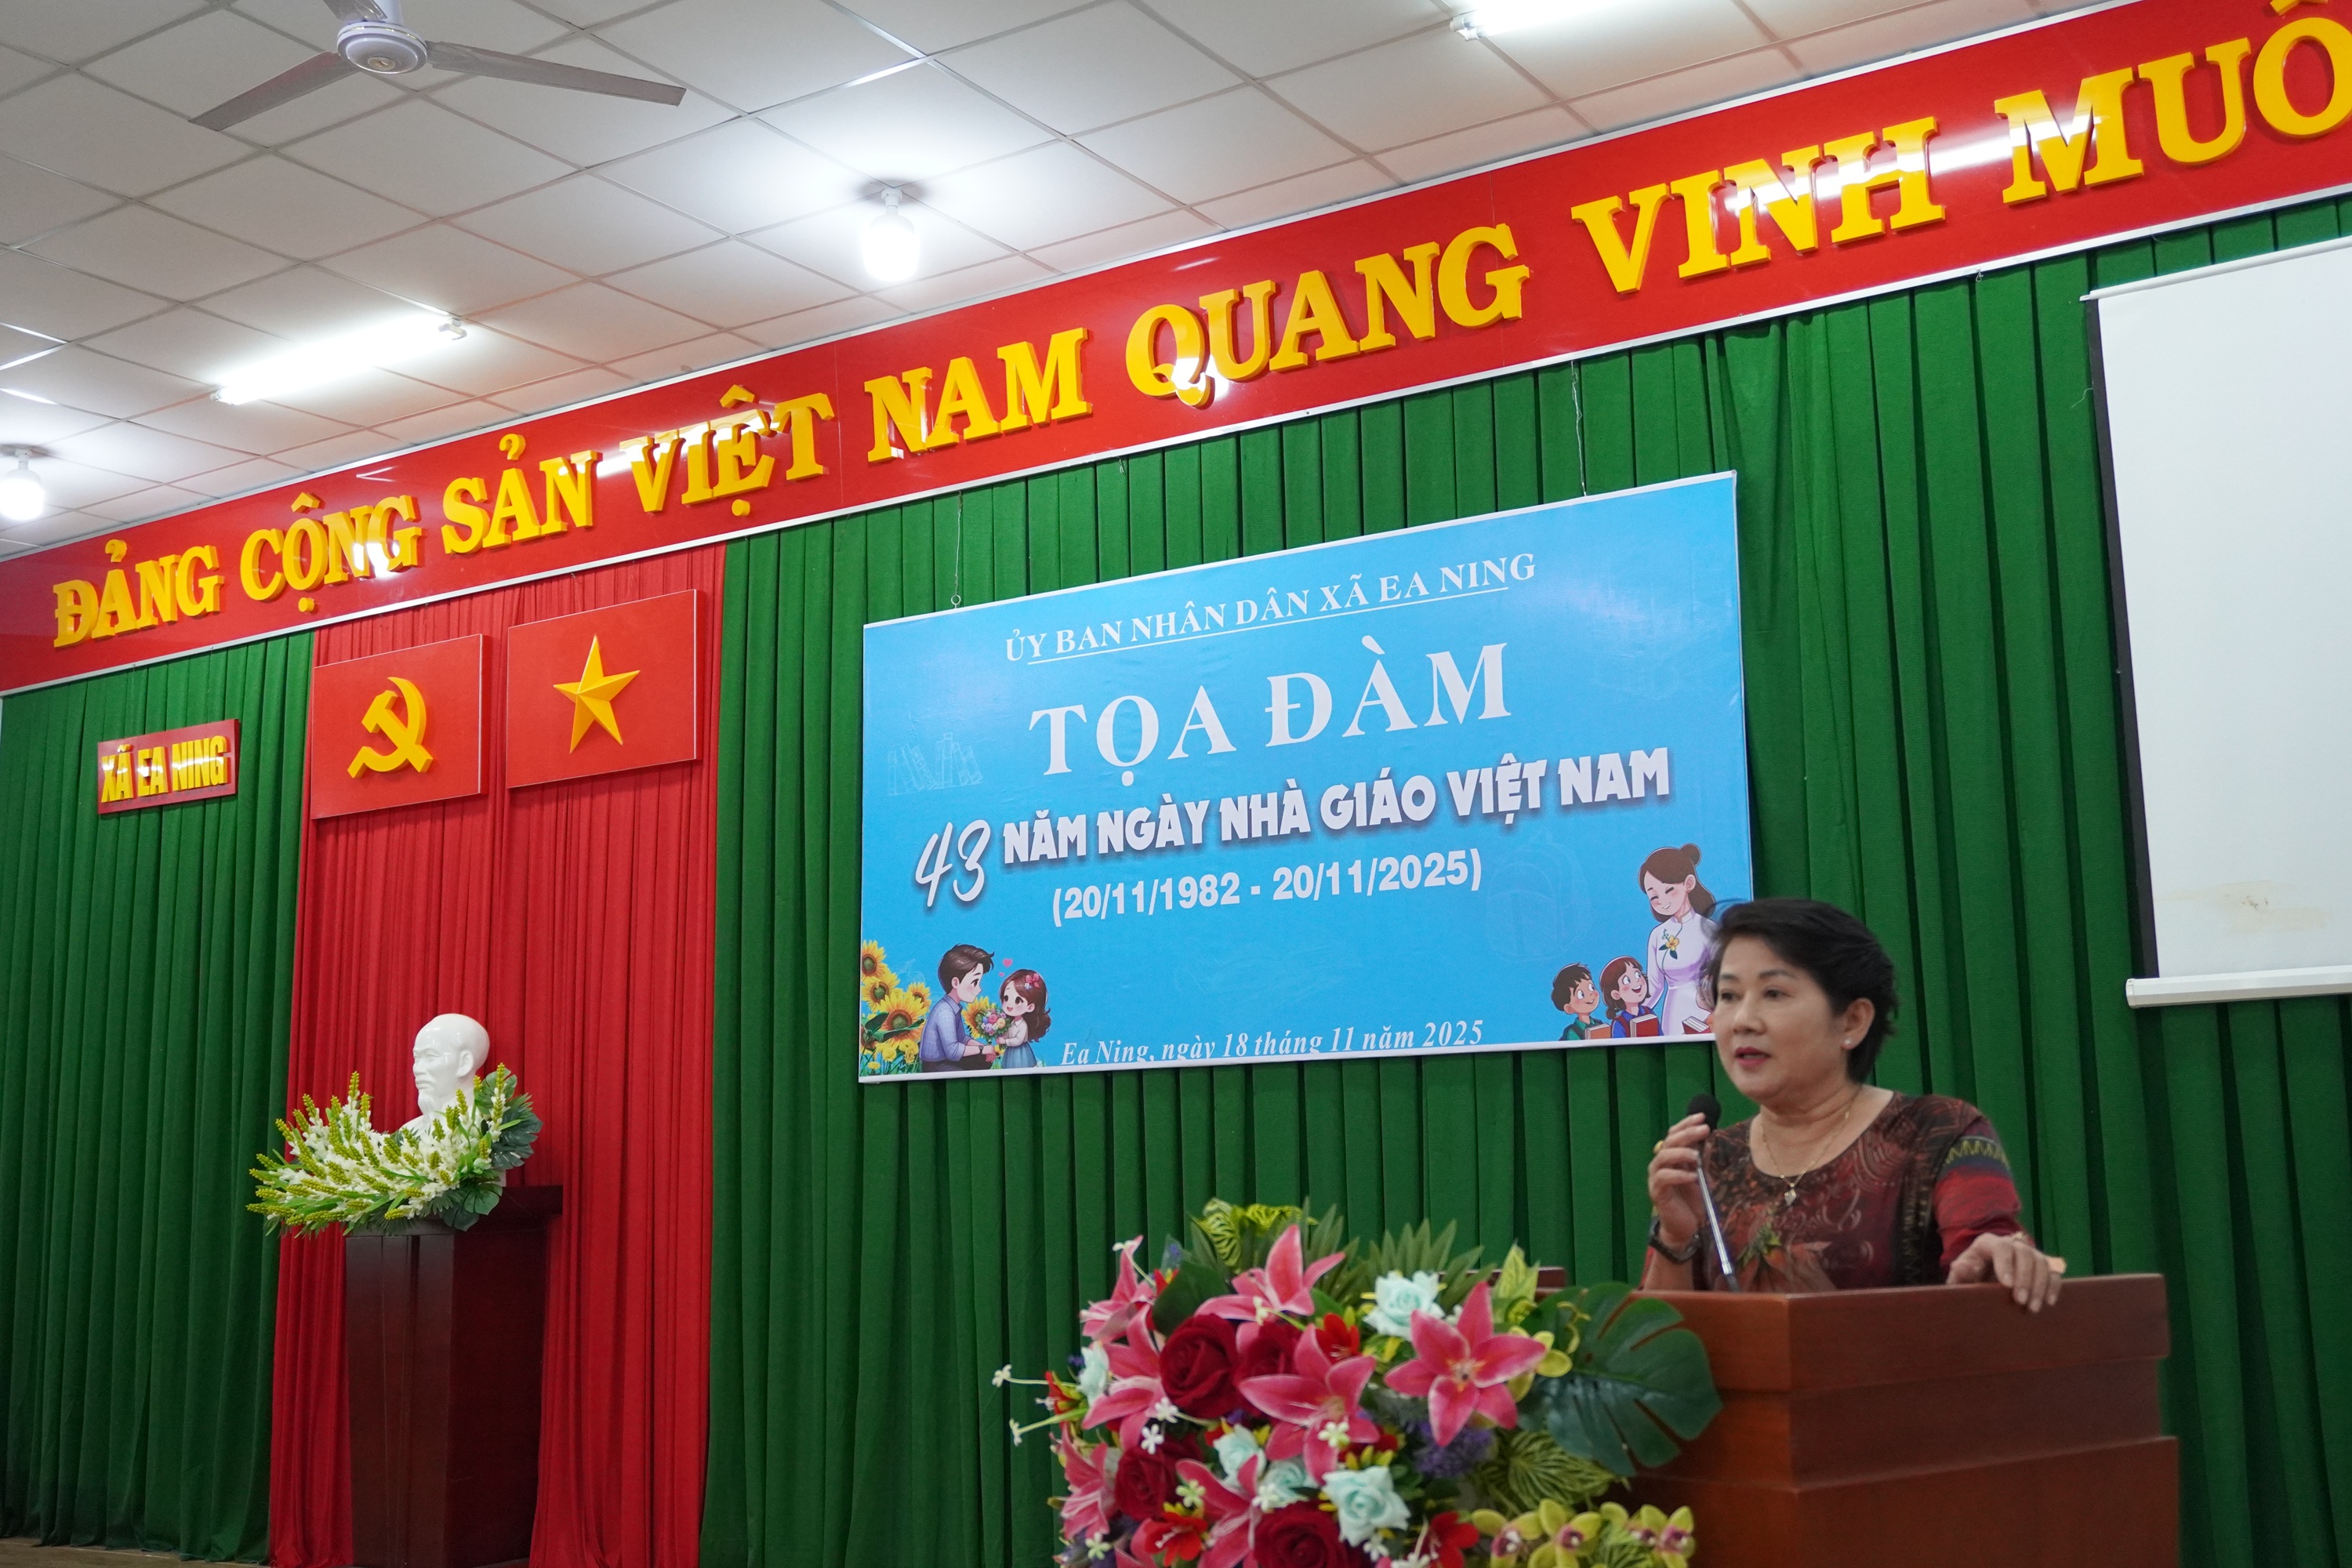 ĐẢNG CỘNG SẢN VIỆT NAM QUANG VINH MUÔ
XÃ EA NING
ỦY BAN NHÂN DÂN XÃ EA NING
TỌA ĐÀM
43 NĂM NGÀY NHÀ GIÁO VIỆT NAM
(20/11/1982 - 20/11/2025)
Ea Ning, ngày 18 tháng 11 năm 2025